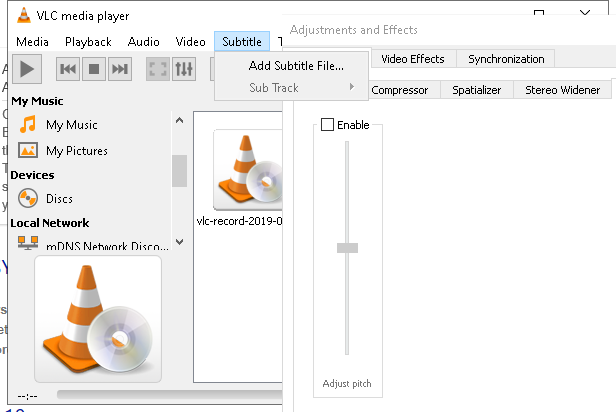 VLC media player
Adjustments and Effects
Media Playback Audio Video Subtitle T
Video Effects Synchronization
Add Subtitle File...
Sub Track
Compressor Spatializer Stereo Widener
My Music
My Music
My Pictures
Devices
Discs
Local Network
mDNS Network Disco...
Enable
vlc-record-2019-0
Adjust pitch
--:--